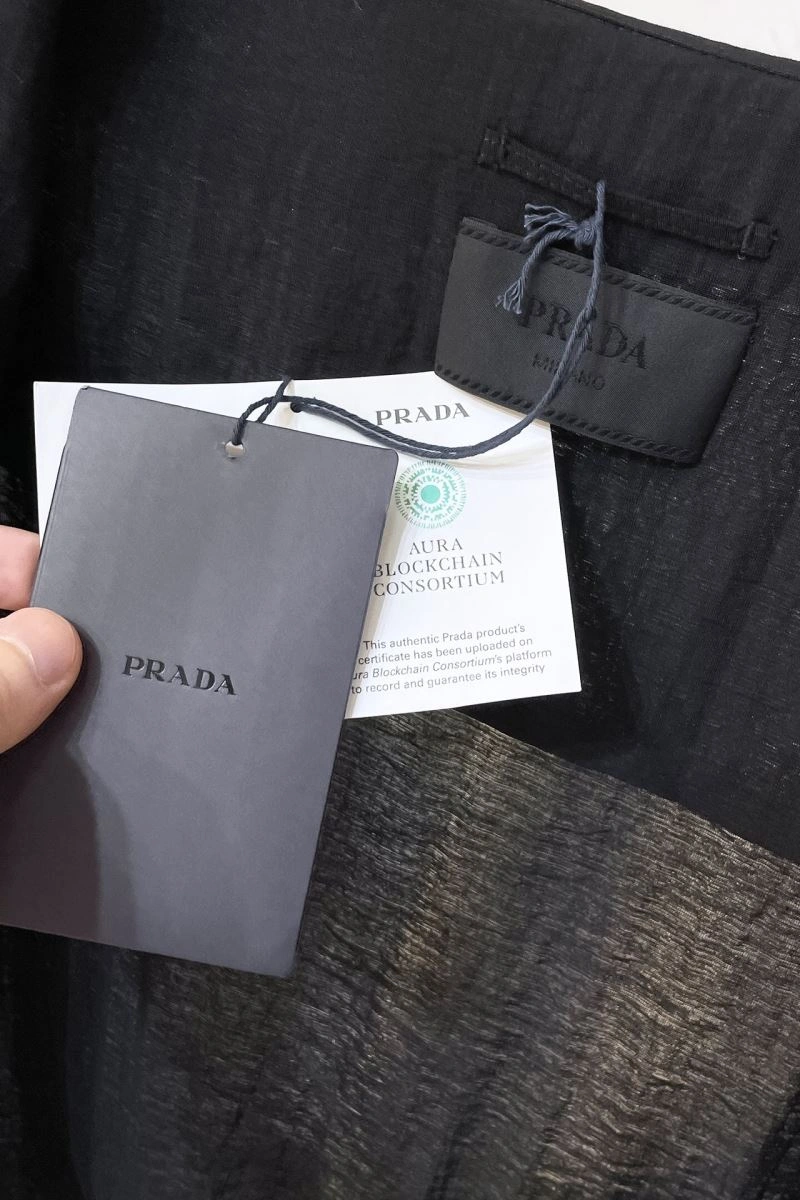 PRADA
MILANO
PRADA
AURA
BLOCKCHAIN
CONSORTIUM
This authentic Prada product's
certificate has been uploaded on
Blockchain Consortium's platform
to record and guarantee its integrity
PRADA